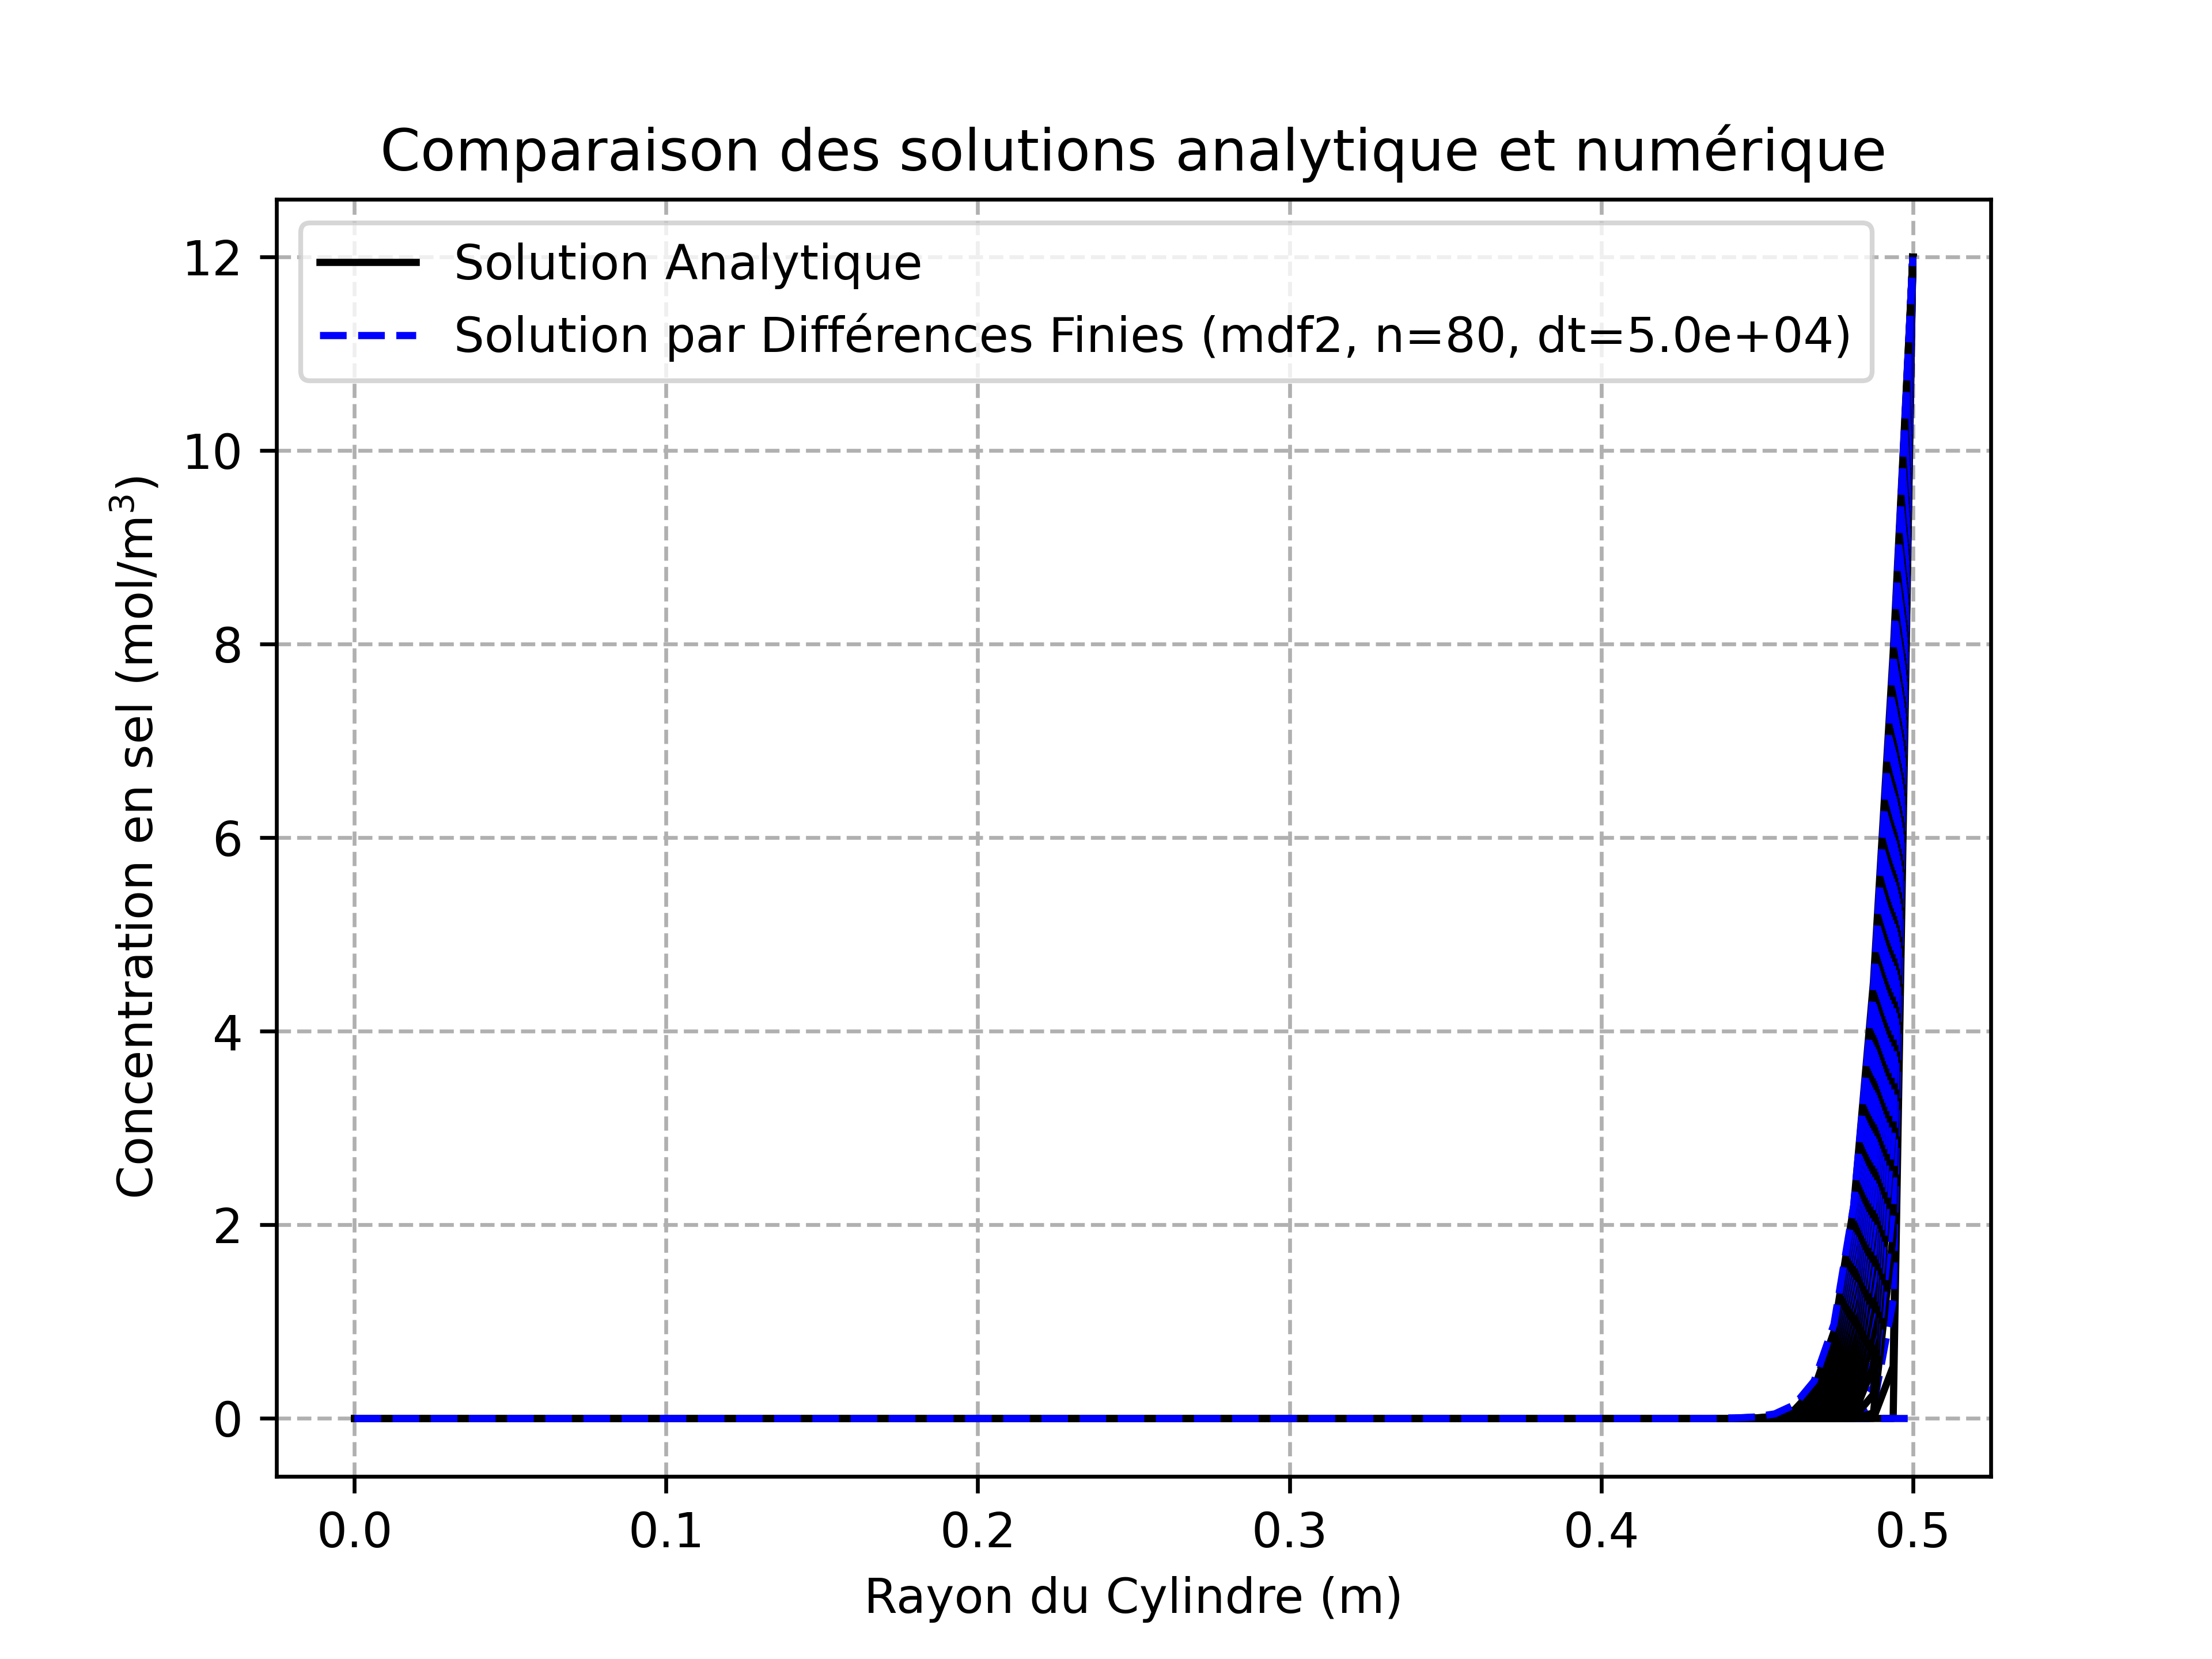 Comparaison des solutions analytique et numérique
Solution Analytique
Solution par Différences Finies (mdf2, n=80, dt=5.0e+04)
Concentration en sel (mol/m³)
12
10
8
6
4
2
0
0.0 0.1 0.2 0.3 0.4 0.5
Rayon du Cylindre (m)